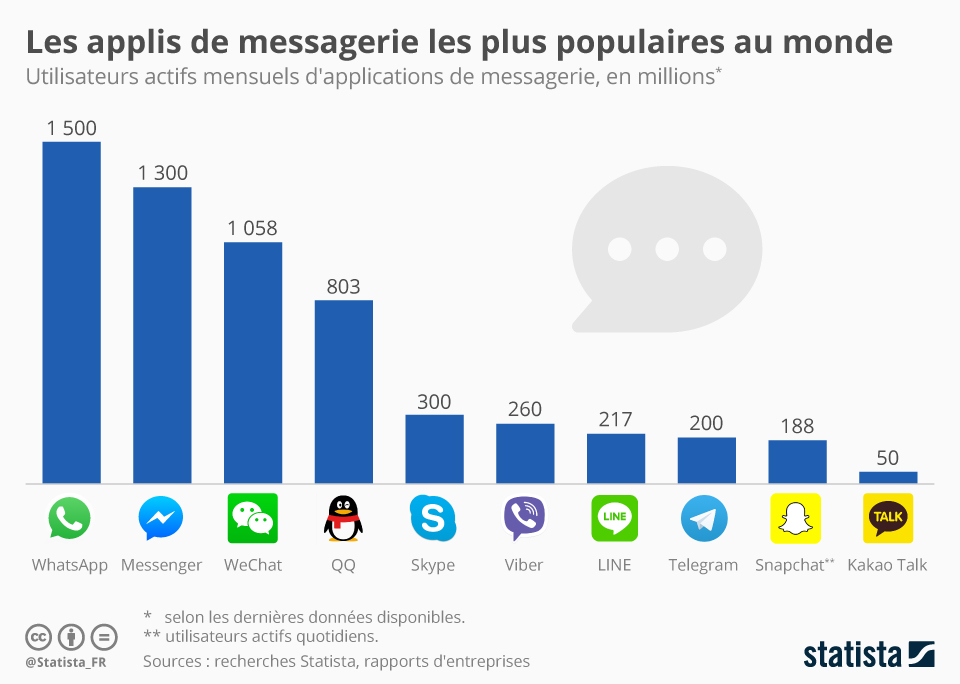 Les applis de messagerie les plus populaires au monde
Utilisateurs actifs mensuels d'applications de messagerie, en millions*
1 500
1 300
1 058
803
300
260
217
200
188
50
S
LINE
TALK
WhatsApp
Messenger
WeChat
QQ
Skype
Viber
LINE
Telegram
Snapchat**
Kakao Talk
* selon les dernières données disponibles.
** utilisateurs actifs quotidiens.
cc
@Statista_FR
Sources : recherches Statista, rapports d'entreprises
statista